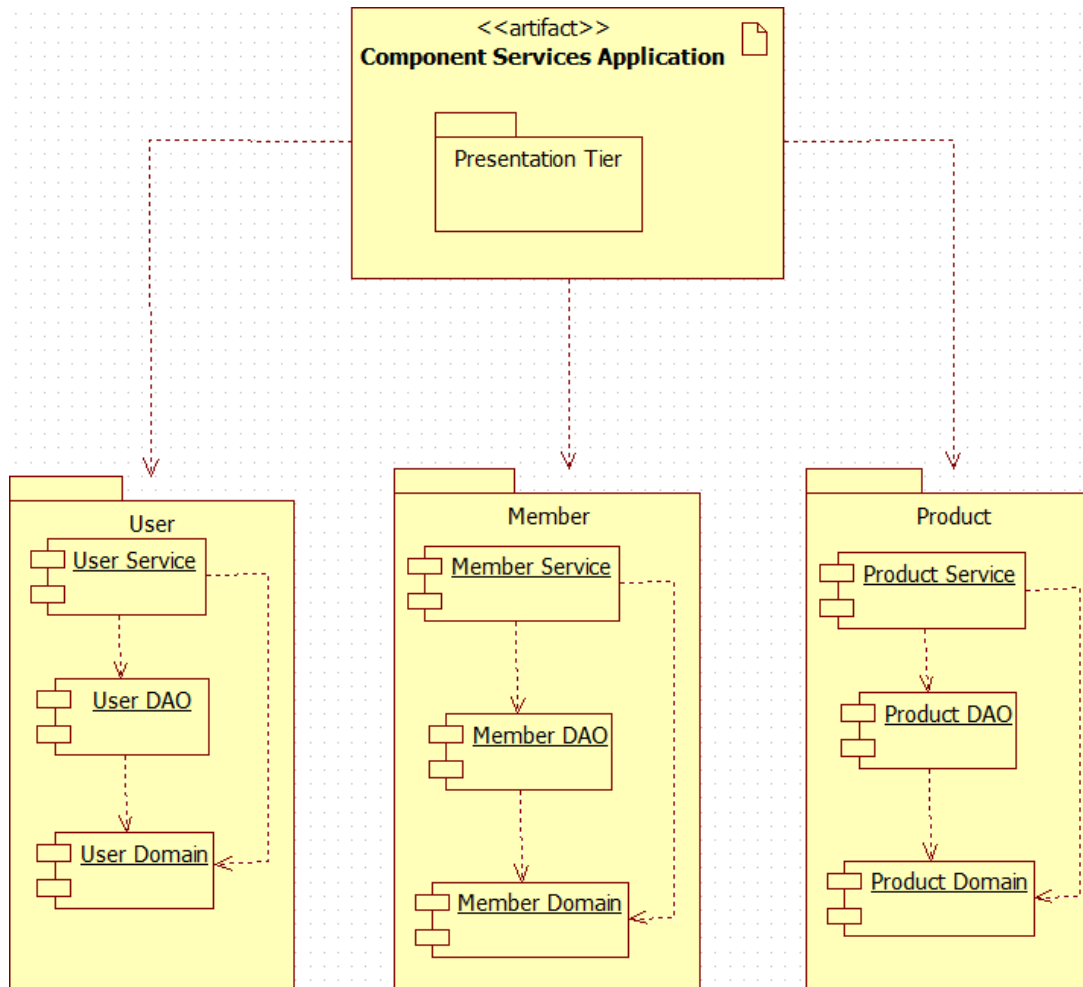 <<artifact>>
Component Services Application
Presentation Tier
User
User Service
User DAO
User Domain
Member
Member Service
Member DAO
Member Domain
Product
Product Service
Product DAO
Product Domain